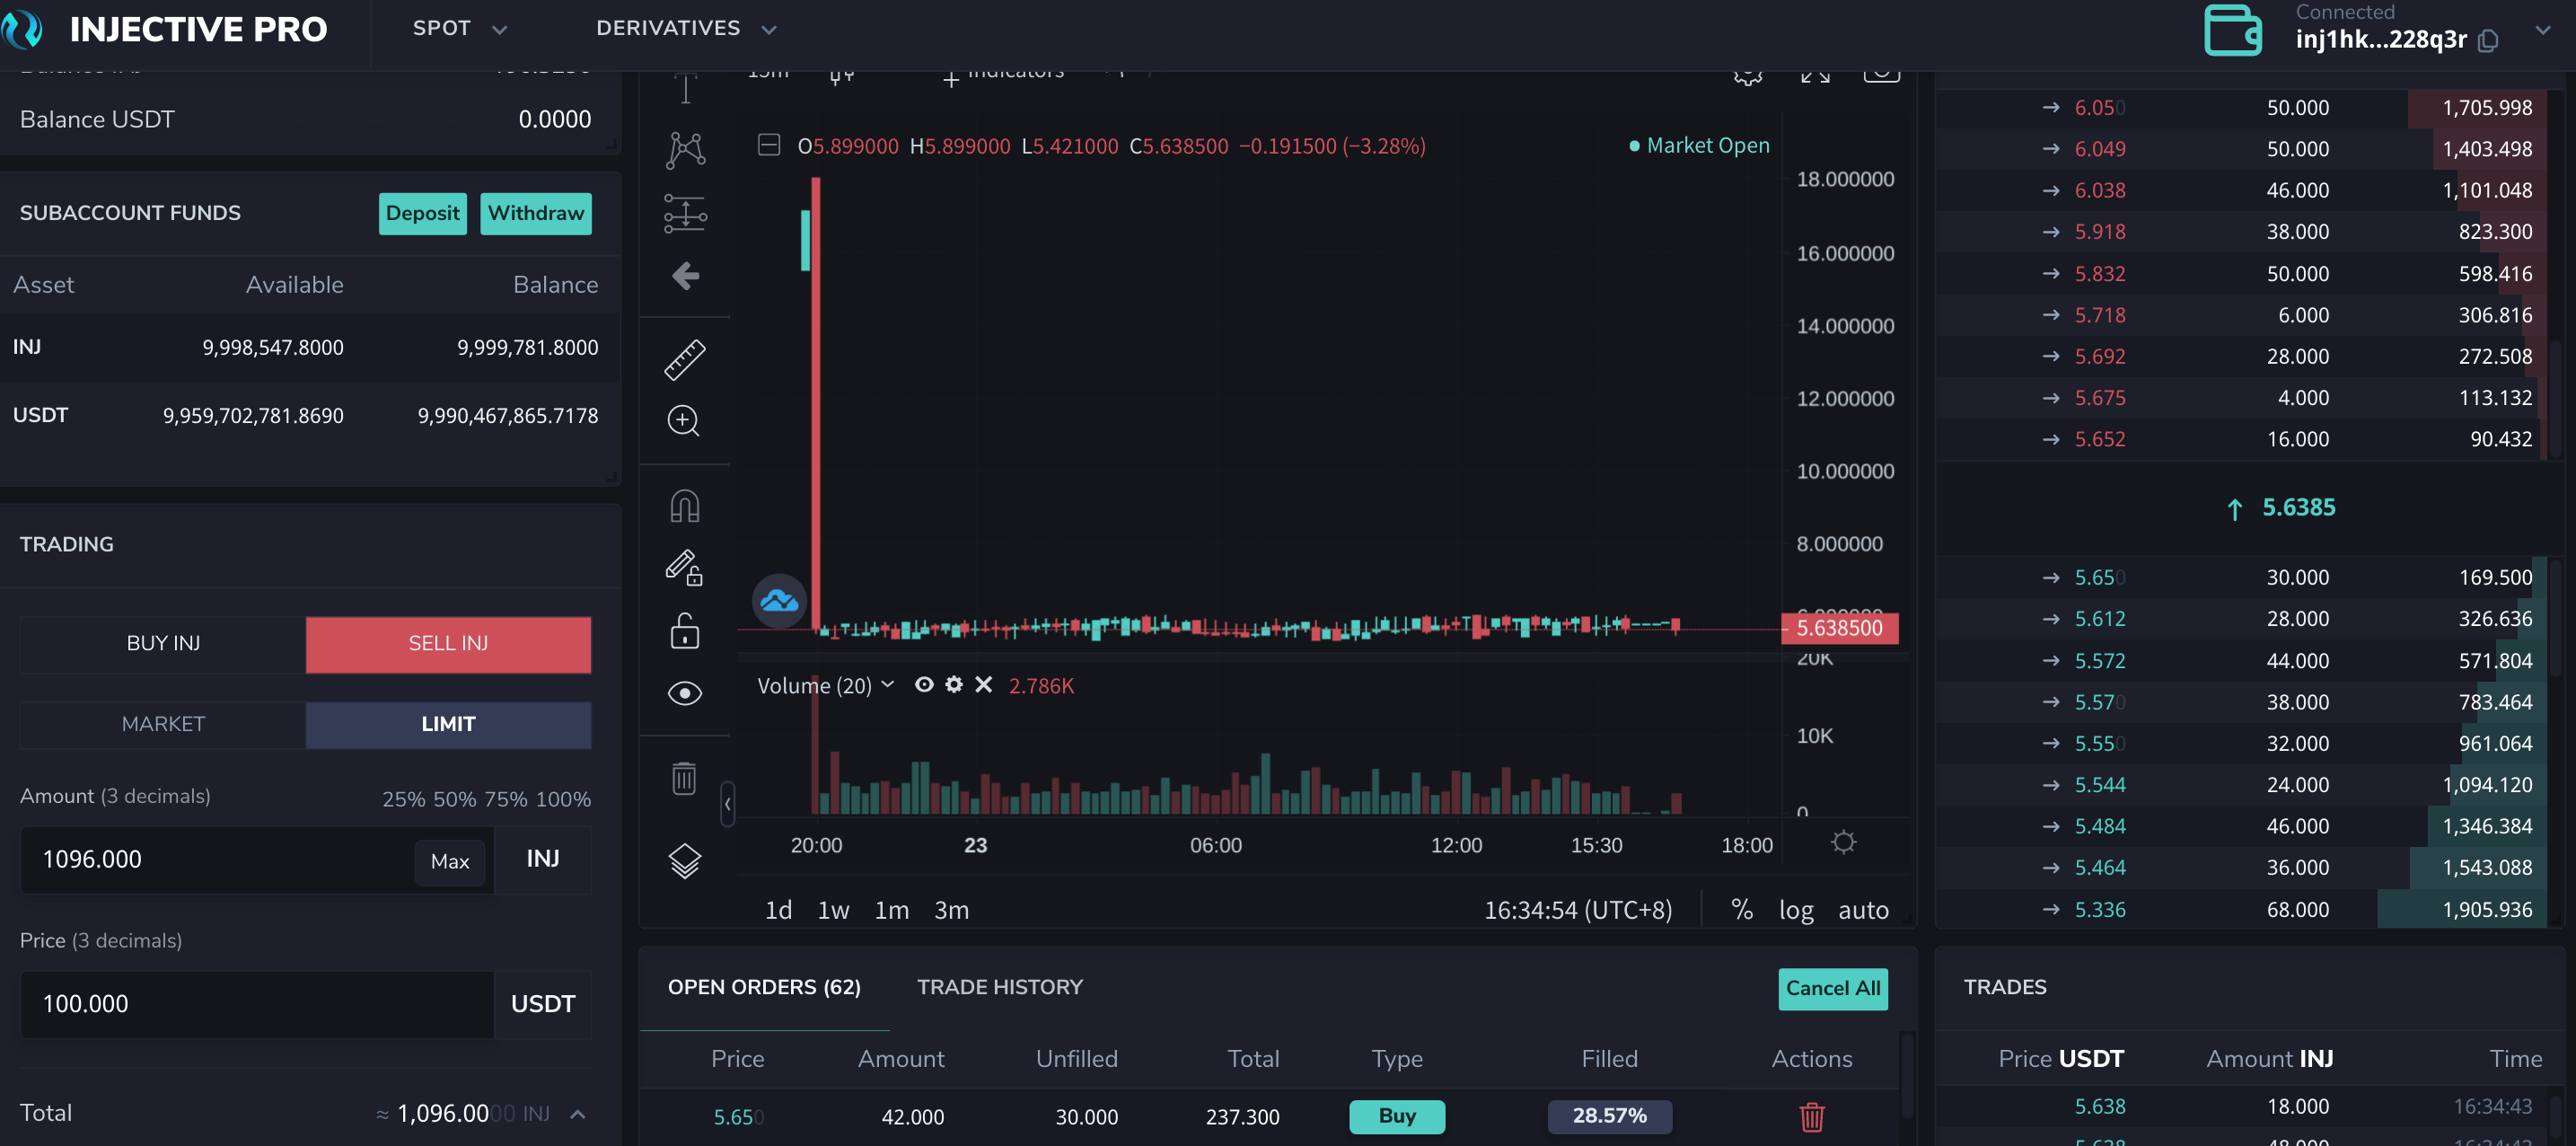 INJECTIVE PRO
SPOT
DERIVATIVES
Connected
inj1hk...228q3r
Balance USDT 0.0000
SUBACCOUNT FUNDS Deposit Withdraw
Asset Available Balance
INJ 9,998,547.8000 9,999,781.8000
USDT 9,959,702,781.8690 9,990,467,865.7178
TRADING
BUY INJ SELL INJ
MARKET LIMIT
Amount (3 decimals) 25% 50% 75% 100%
1096.000 Max INJ
Price (3 decimals)
100.000 USDT
Total ≈ 1,096.0000 INJ
15m Indicators
O5.899000 H5.899000 L5.421000 C5.638500 −0.191500 (−3.28%)
Market Open
18.000000
16.000000
14.000000
12.000000
10.000000
8.000000
5.638500
Volume (20) 2.786K
20K
10K
0
20:00 23 06:00 12:00 15:30 18:00
1d 1w 1m 3m 16:34:54 (UTC+8) % log auto
OPEN ORDERS (62) TRADE HISTORY Cancel All
Price Amount Unfilled Total Type Filled Actions
5.650 42.000 30.000 237.300 Buy 28.57%
→ 6.050 50.000 1,705.998
→ 6.049 50.000 1,403.498
→ 6.038 46.000 1,101.048
→ 5.918 38.000 823.300
→ 5.832 50.000 598.416
→ 5.718 6.000 306.816
→ 5.692 28.000 272.508
→ 5.675 4.000 113.132
→ 5.652 16.000 90.432
↑ 5.6385
→ 5.650 30.000 169.500
→ 5.612 28.000 326.636
→ 5.572 44.000 571.804
→ 5.570 38.000 783.464
→ 5.550 32.000 961.064
→ 5.544 24.000 1,094.120
→ 5.484 46.000 1,346.384
→ 5.464 36.000 1,543.088
→ 5.336 68.000 1,905.936
TRADES
Price USDT Amount INJ Time
5.638 18.000 16:34:43